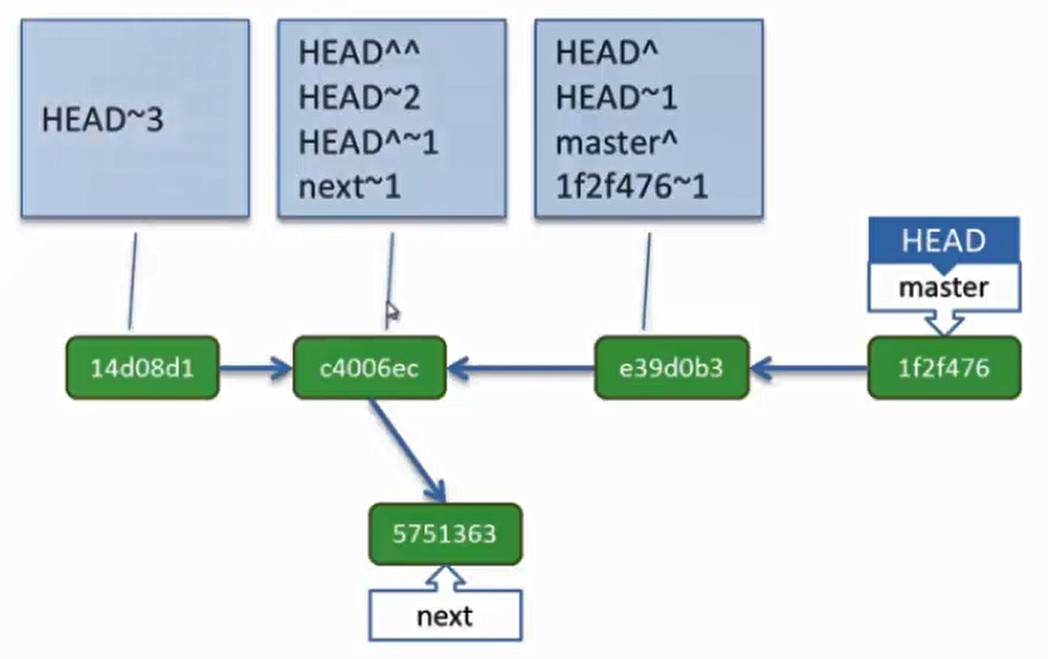 HEAD~3
HEAD^^
HEAD~2
HEAD^~1
next~1
HEAD^
HEAD~1
master^
1f2f476~1
HEAD
master
14d08d1
c4006ec
e39d0b3
1f2f476
5751363
next